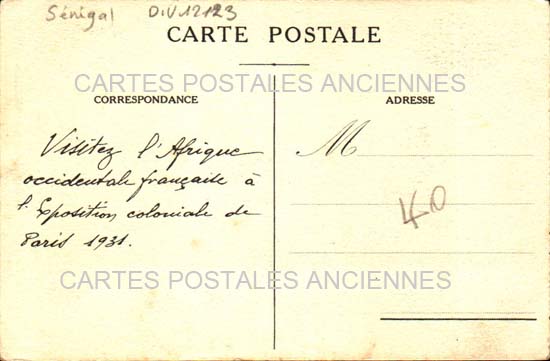 Sénégal D.V.12123
CARTE POSTALE
CARTES POSTALES ANCIENNES
CORRESPONDANCE
ADRESSE
Visitez l'Afrique
occidentale française à
l'Exposition coloniale de
Paris 1931.
M
40
CARTES POSTALES ANCIENNES